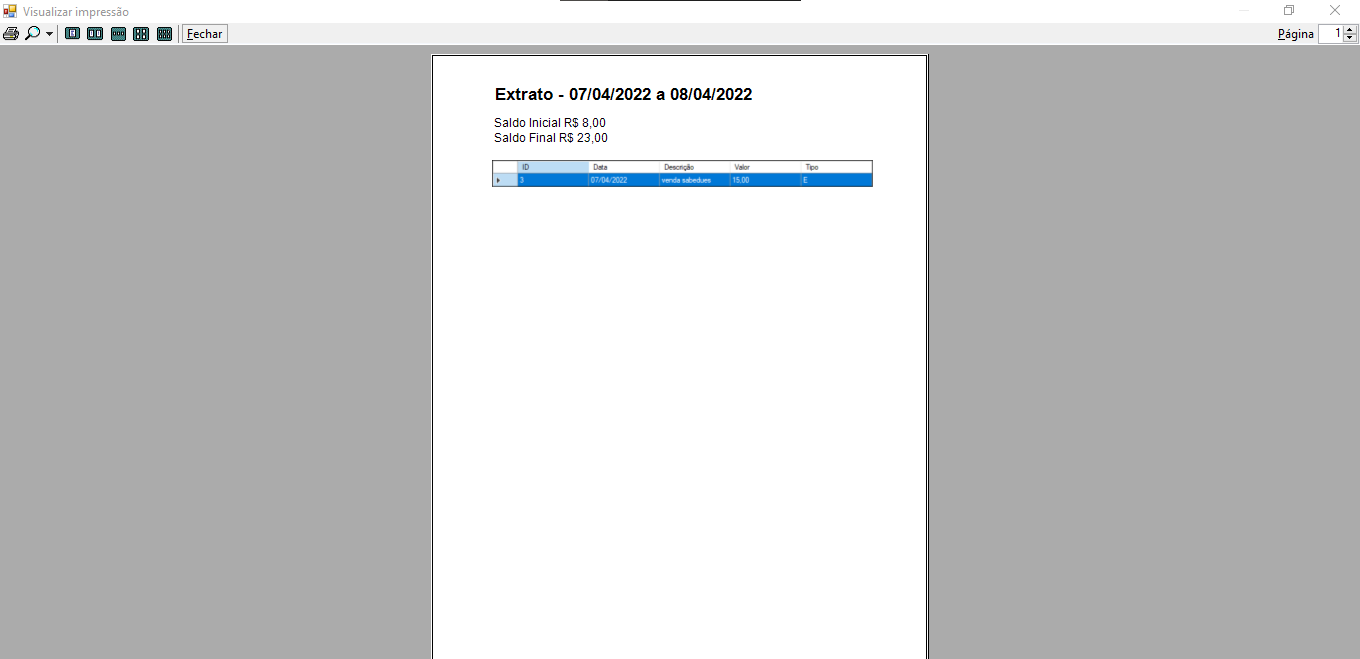 Visualizar impressão
Fechar
Página 1
Extrato - 07/04/2022 a 08/04/2022
Saldo Inicial R$ 8,00
Saldo Final R$ 23,00
ID Data Descrição Valor Tipo
3 07/04/2022 venda sabedues 15,00 E